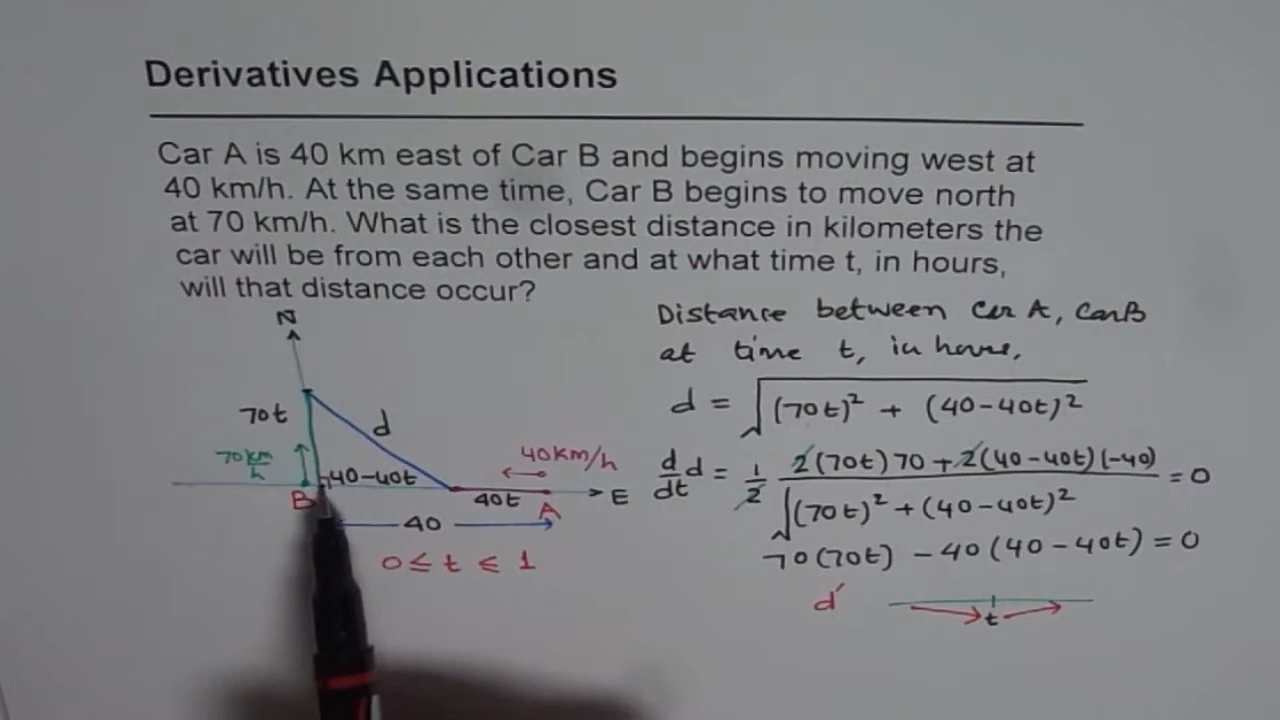 Derivatives Applications
Car A is 40 km east of Car B and begins moving west at
40 km/h. At the same time, Car B begins to move north
at 70 km/h. What is the closest distance in kilometers the
car will be from each other and at what time t, in hours,
will that distance occur?
N
70t
d
70km/h
40-40t
40km/h
B
40t
A
E
40
0 ≤ t ≤ 1
Distance between Car A, Car B
at time t, in hours,
d = √((70t)² + (40-40t)²)
d/dt d = 1/2 (2(70t)70 + 2(40-40t)(-40))/√((70t)² + (40-40t)²) = 0
70(70t) - 40(40-40t) = 0
d′
t